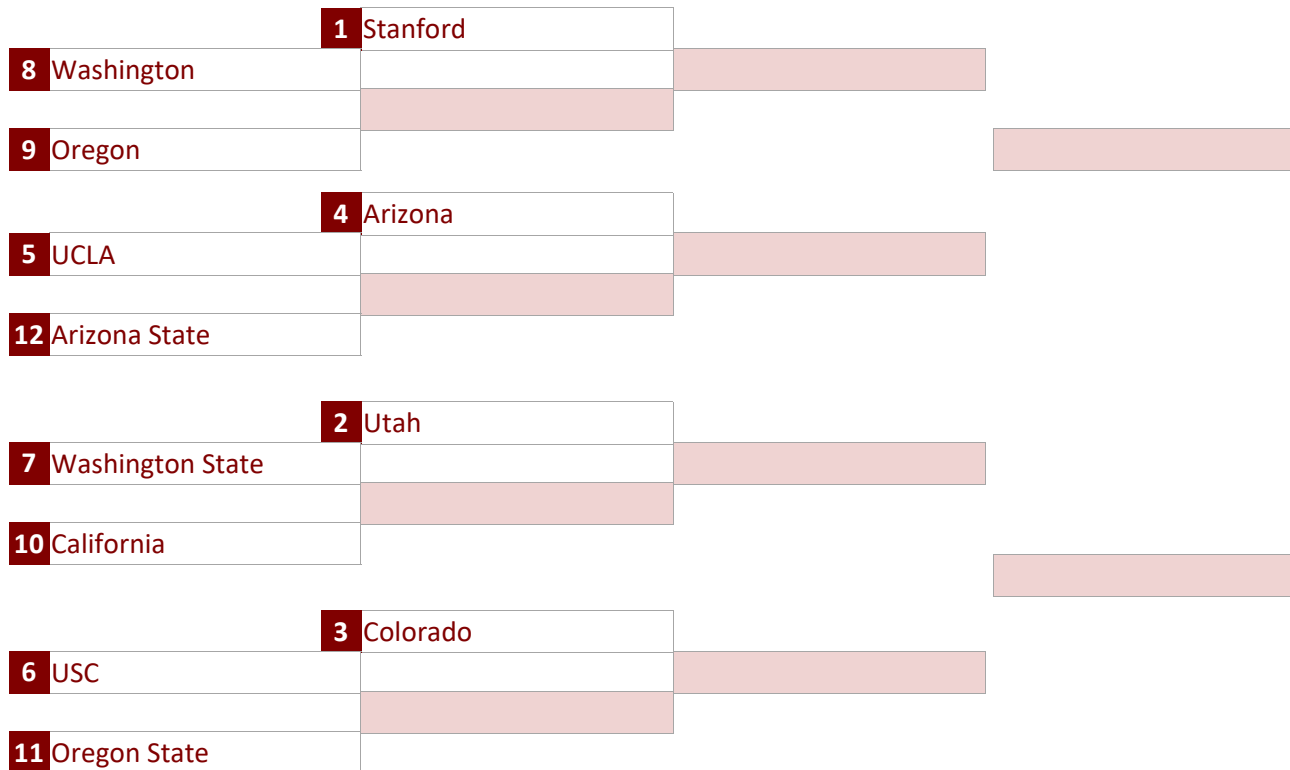 1 Stanford
8 Washington
9 Oregon
4 Arizona
5 UCLA
12 Arizona State
2 Utah
7 Washington State
10 California
3 Colorado
6 USC
11 Oregon State